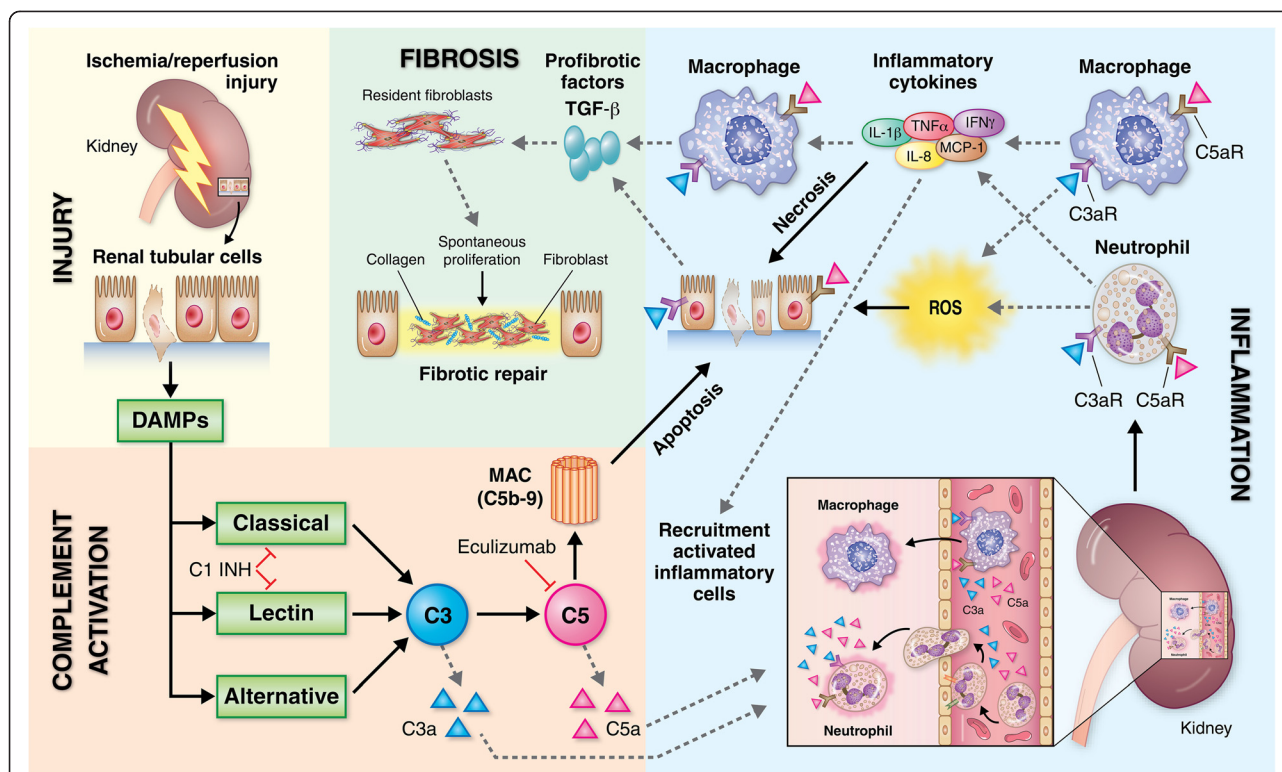 Ischemia/reperfusion
injury
Kidney
INJURY
Renal tubular cells
DAMPs
FIBROSIS
Resident fibroblasts
Profibrotic
factors
TGF-β
Collagen
Spontaneous
proliferation
Fibroblast
Fibrotic repair
Macrophage
Inflammatory
cytokines
IL-1β
TNFα
IFNγ
IL-8
MCP-1
Macrophage
C5aR
C3aR
Necrosis
Neutrophil
ROS
C3aR
C5aR
INFLAMMATION
Apoptosis
COMPLEMENT
ACTIVATION
Classical
C1 INH
Lectin
Alternative
MAC
(C5b-9)
Eculizumab
C3
C5
C3a
C5a
Recruitment
activated
inflammatory
cells
Macrophage
C3a
C5a
Neutrophil
Macrophage
Neutrophil
Kidney